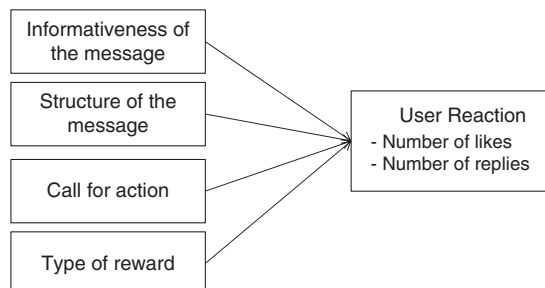 Informativeness of
the message
Structure of the
message
Call for action
Type of reward
User Reaction
- Number of likes
- Number of replies